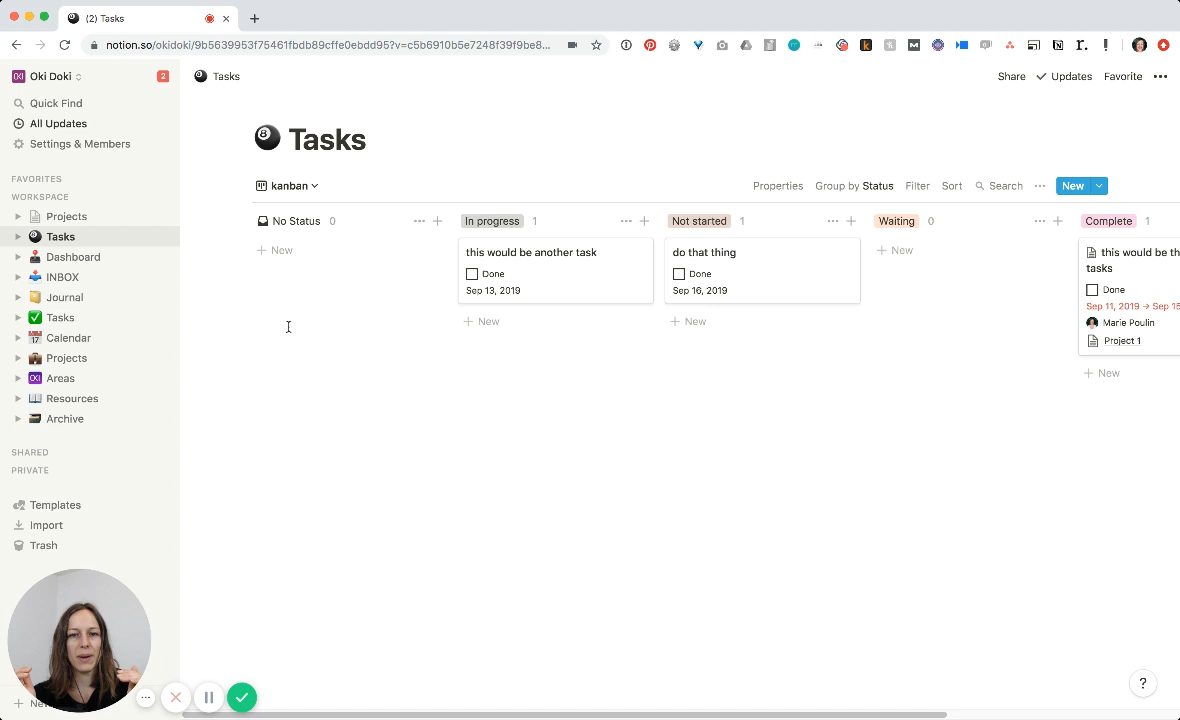 (2) Tasks
notion.so/okidoki/9b5639953f75461fbdb89cffe0ebdd95?v=c5b6910b5e7248f39f9be8...
OKI Oki Doki 2
Tasks
Share Updates Favorite
Quick Find
All Updates
Settings & Members
FAVORITES
WORKSPACE
Projects
Tasks
Dashboard
INBOX
Journal
Tasks
Calendar
Projects
OKI Areas
Resources
Archive
SHARED
PRIVATE
Templates
Import
Trash
8 Tasks
kanban
Properties Group by Status Filter Sort Search New
No Status 0
+ New
In progress 1
this would be another task
Done
Sep 13, 2019
+ New
Not started 1
do that thing
Done
Sep 16, 2019
+ New
Waiting 0
+ New
Complete 1
this would be
tasks
Done
Sep 11, 2019 → Sep
Marie Poulin
Project 1
+ New
?